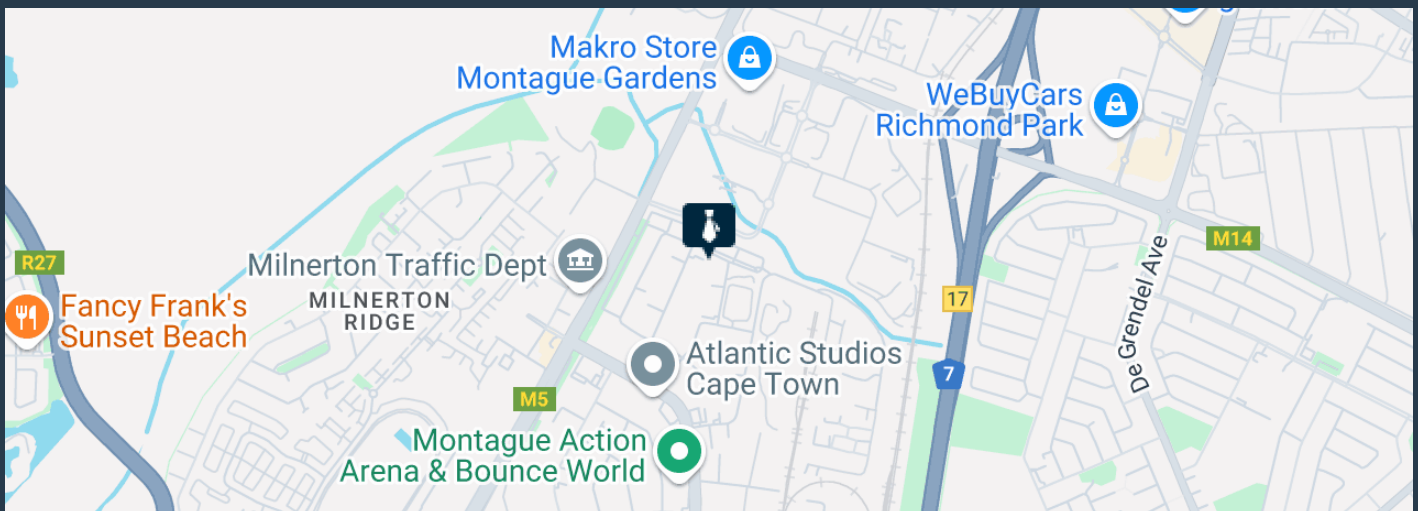 Makro Store
Montague Gardens
WeBuyCars
Richmond Park
M14
R27
Milnerton Traffic Dept
MILNERTON
RIDGE
Fancy Frank's
Sunset Beach
17
De Grendel Ave
Atlantic Studios
Cape Town
7
M5
Montague Action
Arena & Bounce World